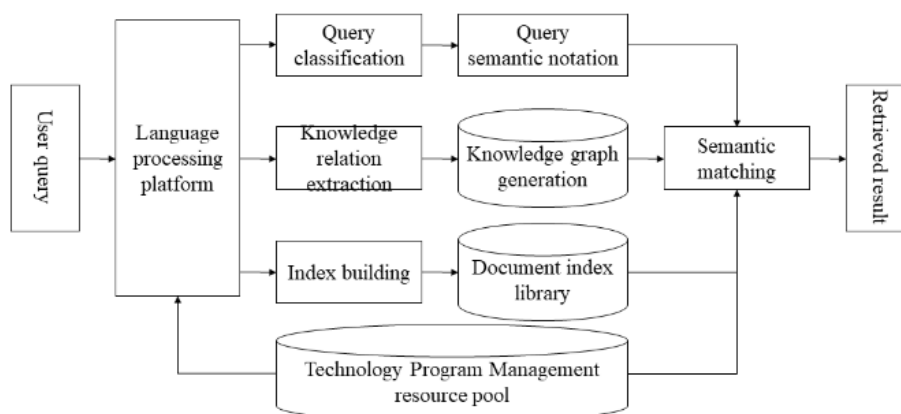 User query
Language
processing
platform
Query
classification
Query
semantic notation
Knowledge
relation
extraction
Knowledge graph
generation
Index building
Document index
library
Technology Program Management
resource pool
Semantic
matching
Retrieved result